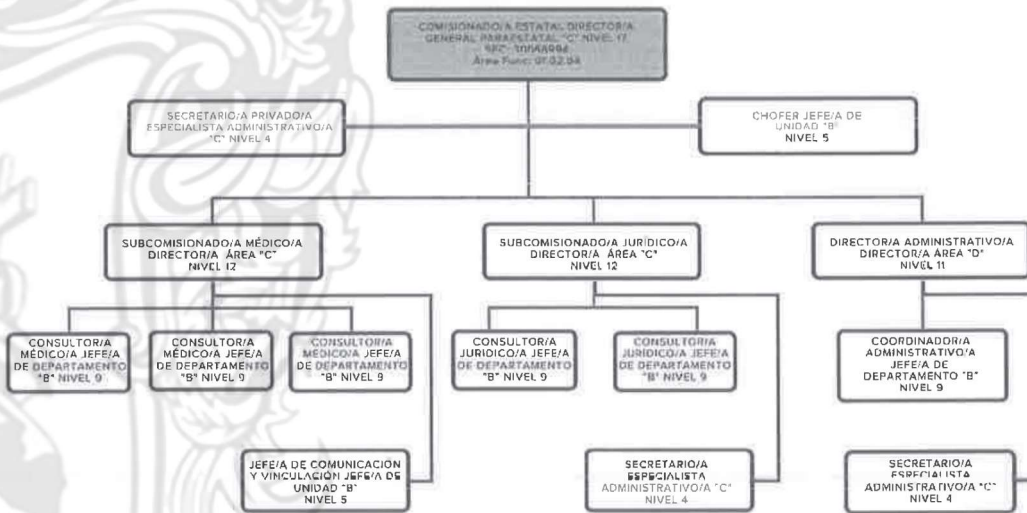 COMISIONADO/A ESTATAL DIRECTOR/A
GENERAL PARAESTATAL "C" NIVEL 17
Área Func: 01.02.04
SECRETARIO/A PRIVADO/A
ESPECIALISTA ADMINISTRATIVO/A
"C" NIVEL 4
CHOFER JEFE/A DE
UNIDAD "B"
NIVEL 5
SUBCOMISIONADO/A MÉDICO/A
DIRECTOR/A ÁREA "C"
NIVEL 12
SUBCOMISIONADO/A JURÍDICO/A
DIRECTOR/A ÁREA "C"
NIVEL 12
DIRECTOR/A ADMINISTRATIVO/A
DIRECTOR/A ÁREA "D"
NIVEL 11
CONSULTOR/A
MÉDICO/A JEFE/A
DE DEPARTAMENTO
"B" NIVEL 9
CONSULTOR/A
MÉDICO/A JEFE/A
DE DEPARTAMENTO
"B" NIVEL 9
CONSULTOR/A
MÉDICO/A JEFE/A
DE DEPARTAMENTO
"B" NIVEL 9
CONSULTOR/A
JURÍDICO/A JEFE/A
DE DEPARTAMENTO
"B" NIVEL 9
CONSULTOR/A
JURÍDICO/A JEFE/A
DE DEPARTAMENTO
"B" NIVEL 9
COORDINADOR/A
ADMINISTRATIVO/A
JEFE/A DE
DEPARTAMENTO "B"
NIVEL 9
JEFE/A DE COMUNICACIÓN
Y VINCULACIÓN JEFE/A DE
UNIDAD "B"
NIVEL 5
SECRETARIO/A
ESPECIALISTA
ADMINISTRATIVO/A "C"
NIVEL 4
SECRETARIO/A
ESPECIALISTA
ADMINISTRATIVO/A "C"
NIVEL 4